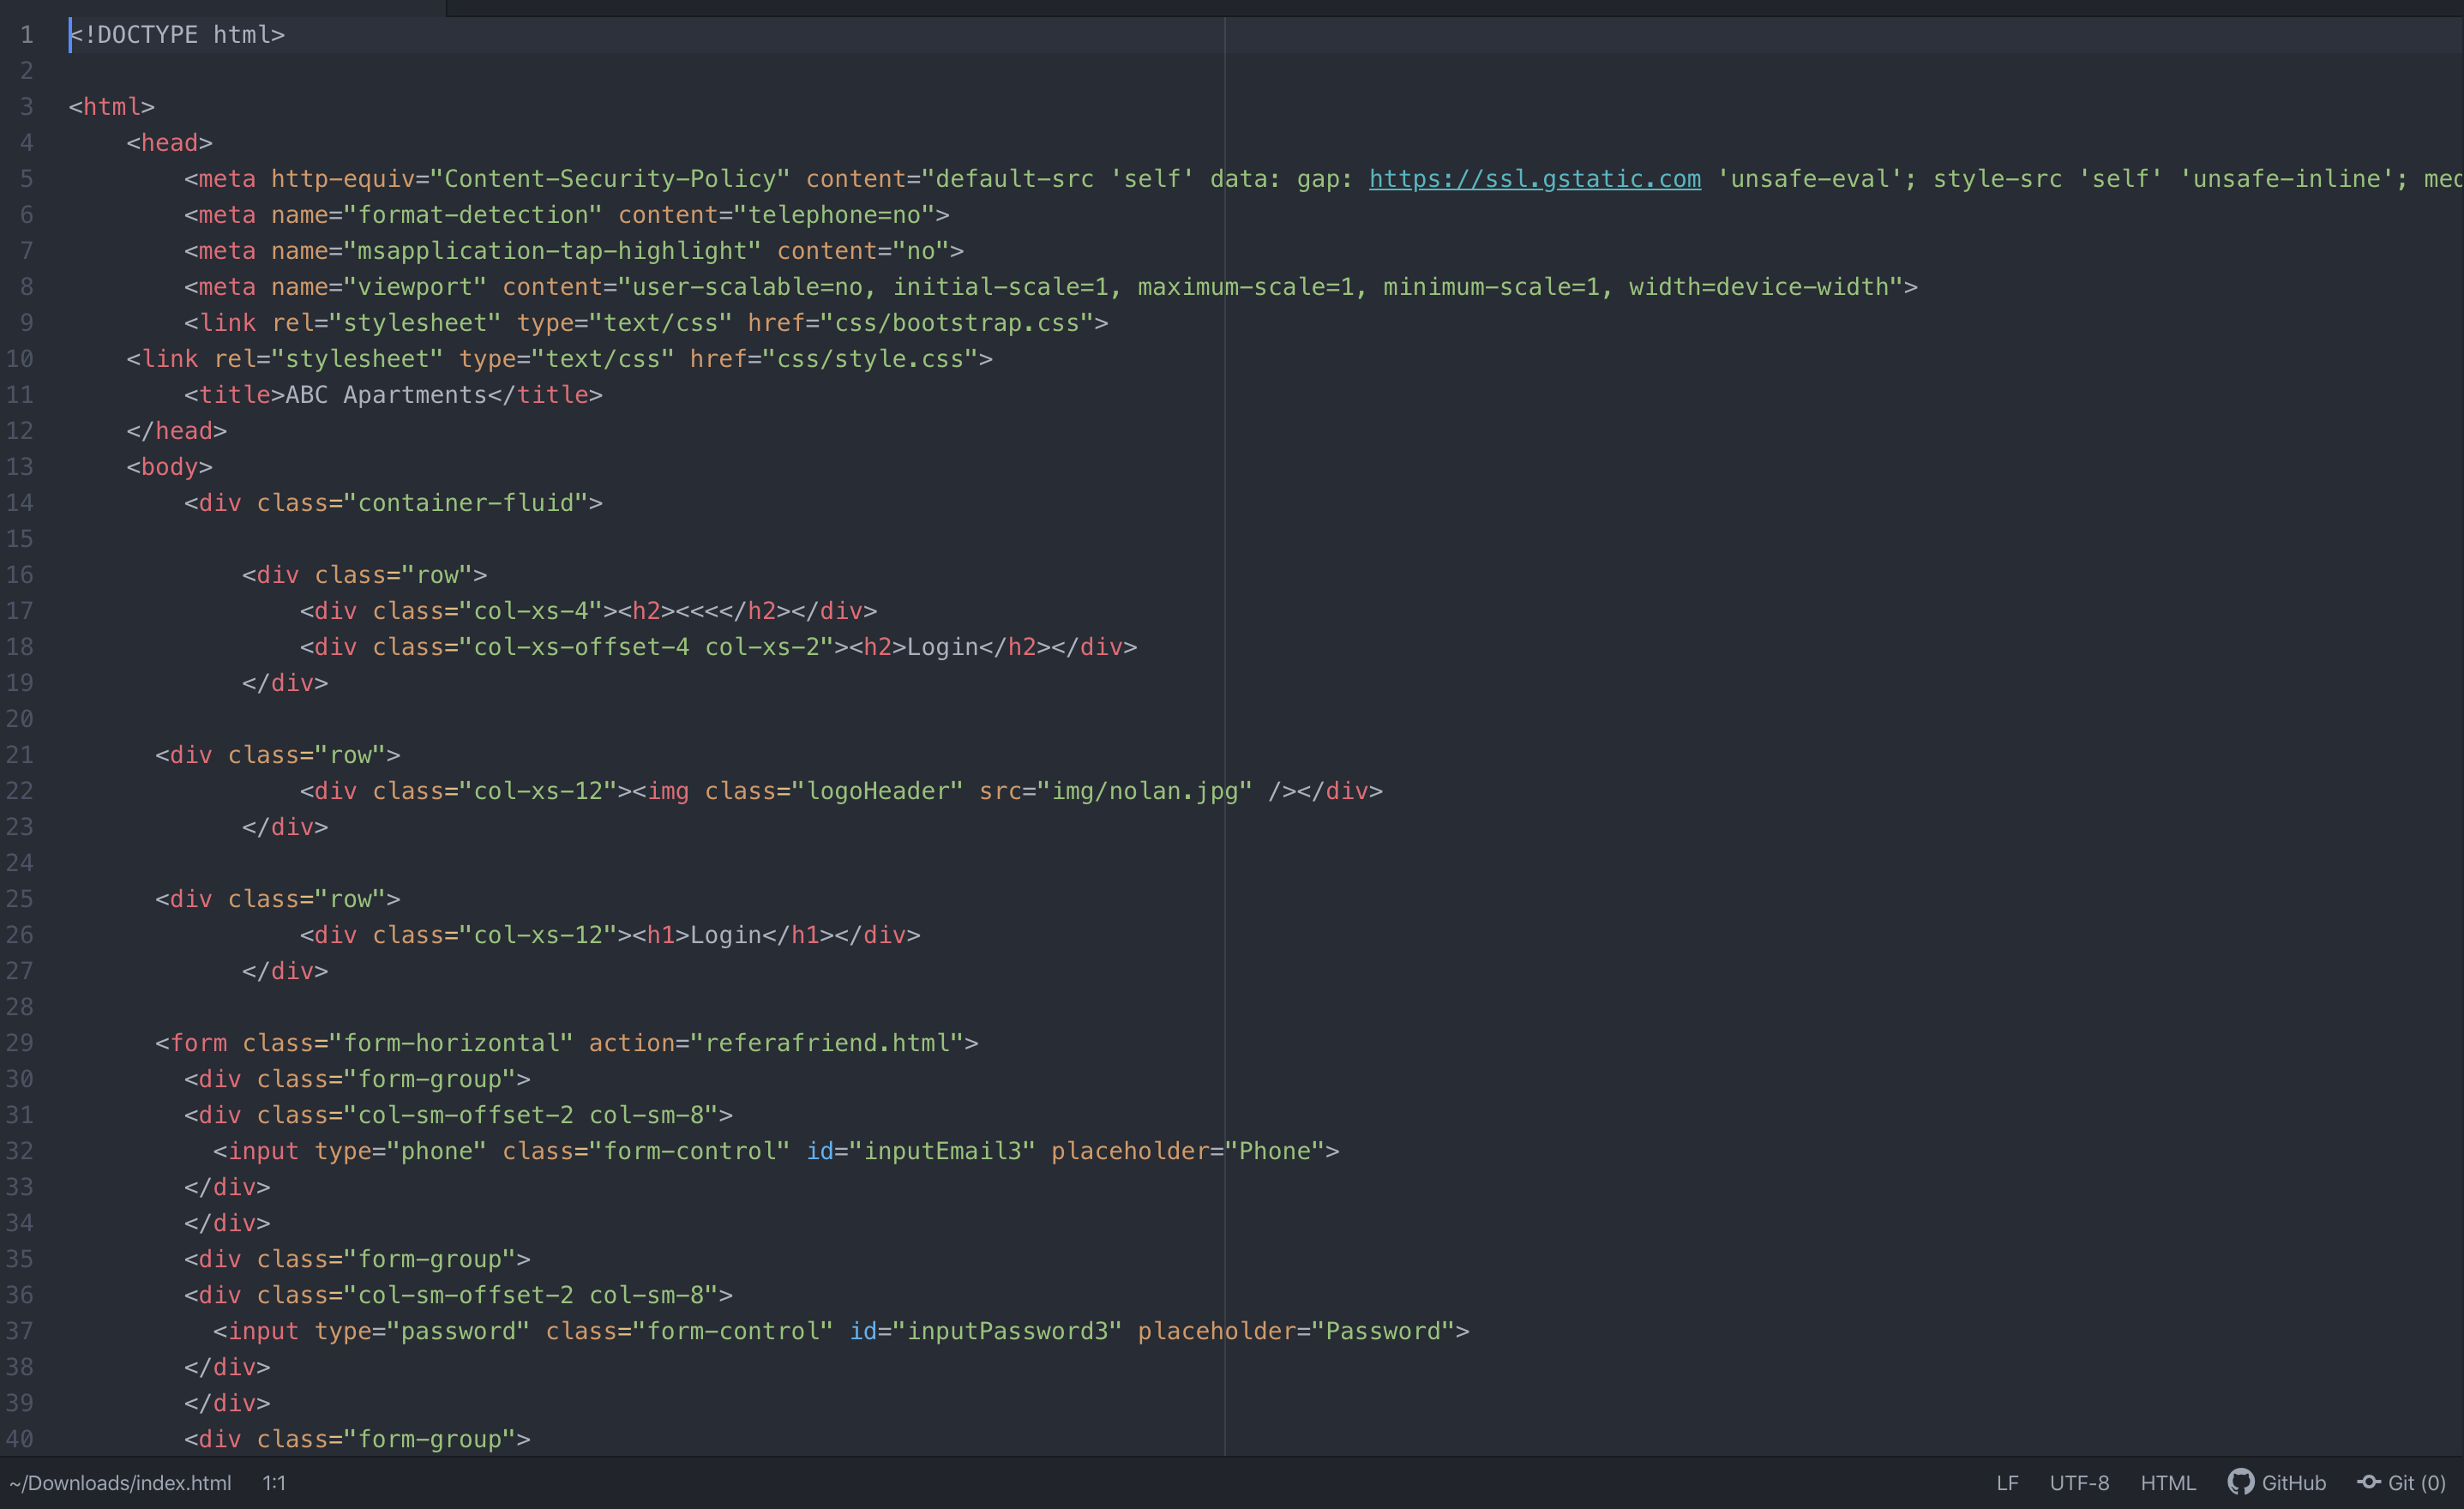 1 <!DOCTYPE html>
2
3 <html>
4     <head>
5         <meta http-equiv="Content-Security-Policy" content="default-src 'self' data: gap: https://ssl.gstatic.com 'unsafe-eval'; style-src 'self' 'unsafe-inline'; med
6         <meta name="format-detection" content="telephone=no">
7         <meta name="msapplication-tap-highlight" content="no">
8         <meta name="viewport" content="user-scalable=no, initial-scale=1, maximum-scale=1, minimum-scale=1, width=device-width">
9         <link rel="stylesheet" type="text/css" href="css/bootstrap.css">
10     <link rel="stylesheet" type="text/css" href="css/style.css">
11         <title>ABC Apartments</title>
12     </head>
13     <body>
14         <div class="container-fluid">
15
16             <div class="row">
17                 <div class="col-xs-4"><h2><<<</h2></div>
18                 <div class="col-xs-offset-4 col-xs-2"><h2>Login</h2></div>
19             </div>
20
21       <div class="row">
22                 <div class="col-xs-12"><img class="logoHeader" src="img/nolan.jpg" /></div>
23             </div>
24
25       <div class="row">
26                 <div class="col-xs-12"><h1>Login</h1></div>
27             </div>
28
29       <form class="form-horizontal" action="referafriend.html">
30         <div class="form-group">
31         <div class="col-sm-offset-2 col-sm-8">
32           <input type="phone" class="form-control" id="inputEmail3" placeholder="Phone">
33         </div>
34         </div>
35         <div class="form-group">
36         <div class="col-sm-offset-2 col-sm-8">
37           <input type="password" class="form-control" id="inputPassword3" placeholder="Password">
38         </div>
39         </div>
40         <div class="form-group">
~/Downloads/index.html 1:1 LF UTF-8 HTML GitHub Git (0)